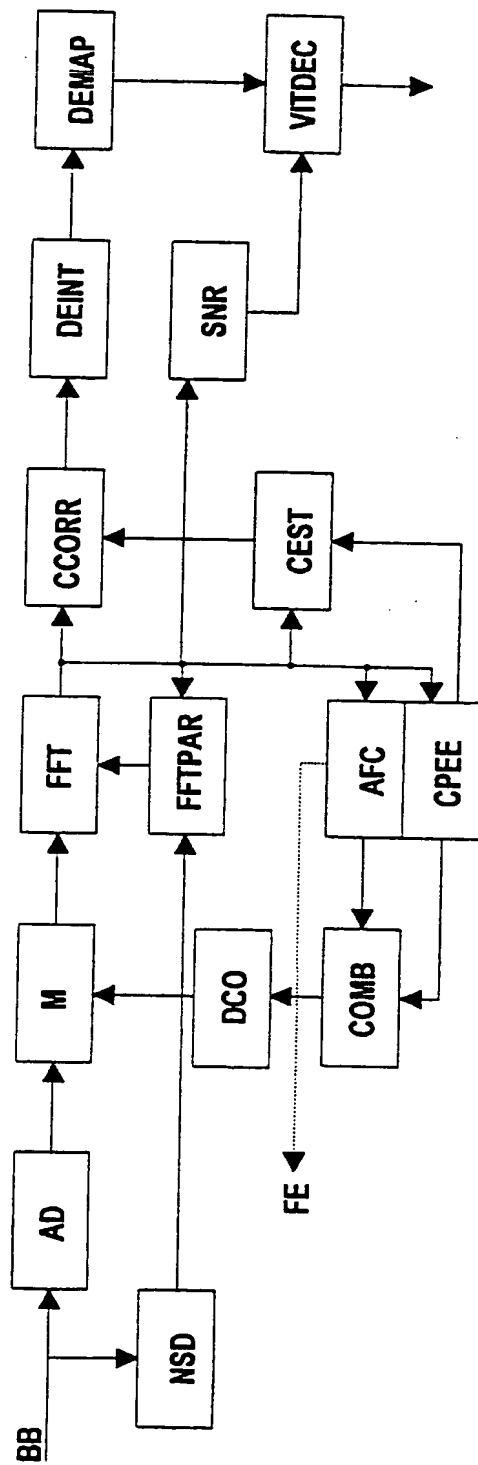 BB
AD
M
FFT
CCORR
DEINT
DEMAP
NSD
DCO
FFTPAR
SNR
VITDEC
COMB
AFC
CPEE
CEST
FE